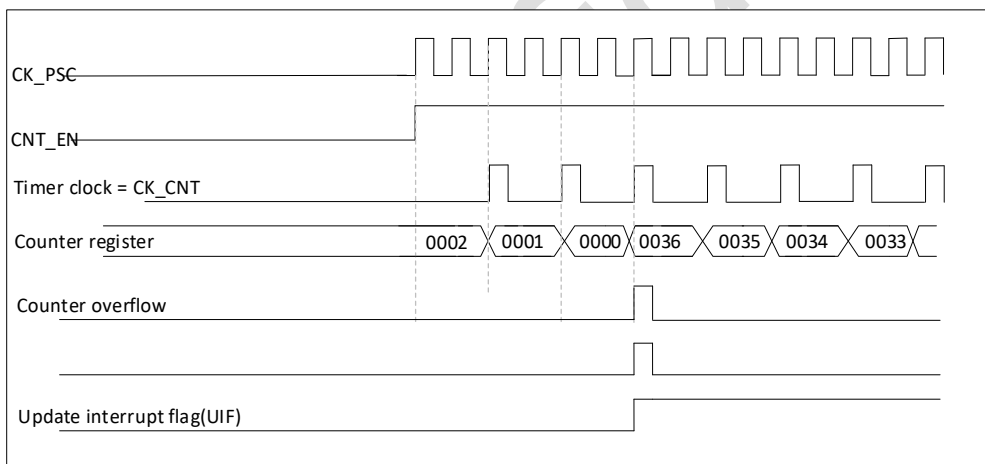 CK_PSC
CNT_EN
Timer clock = CK_CNT
Counter register 0002 0001 0000 0036 0035 0034 0033
Counter overflow
Update interrupt flag(UIF)